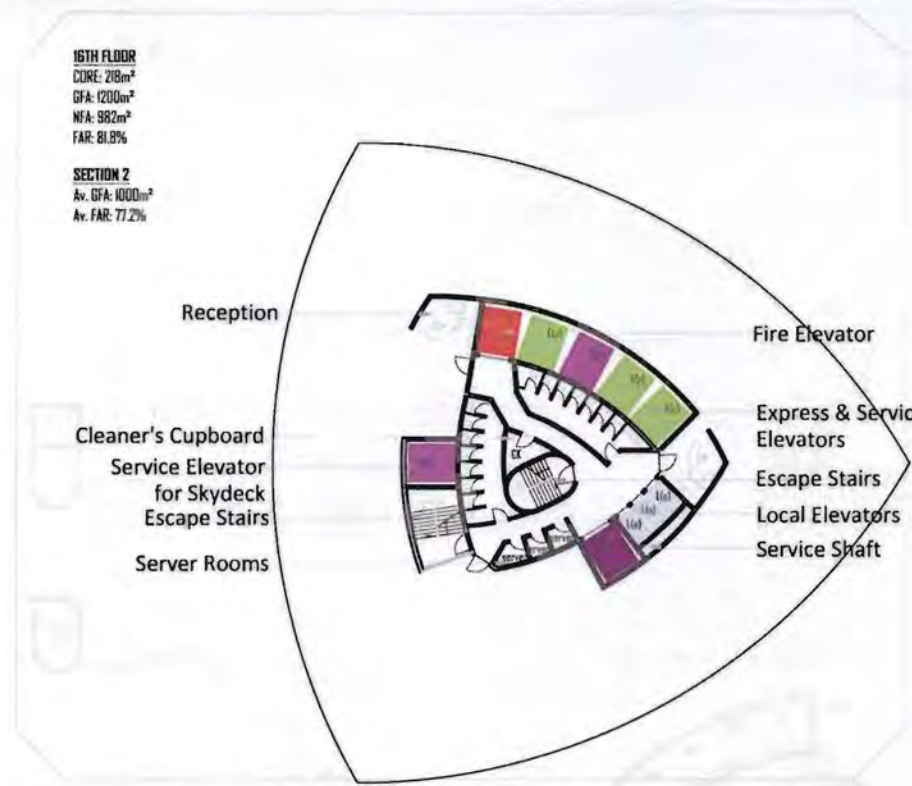 16TH FLOOR
CORE: 218m²
GFA: 1200m²
NFA: 982m²
FAR: 81.8%
SECTION 2
Av. GFA: 1000m²
Av. FAR: 77.2%
Reception
Fire Elevator
Cleaner's Cupboard
Express & Servic
Elevators
Service Elevator
for Skydeck
Escape Stairs
Escape Stairs
Local Elevators
Server Rooms
Service Shaft